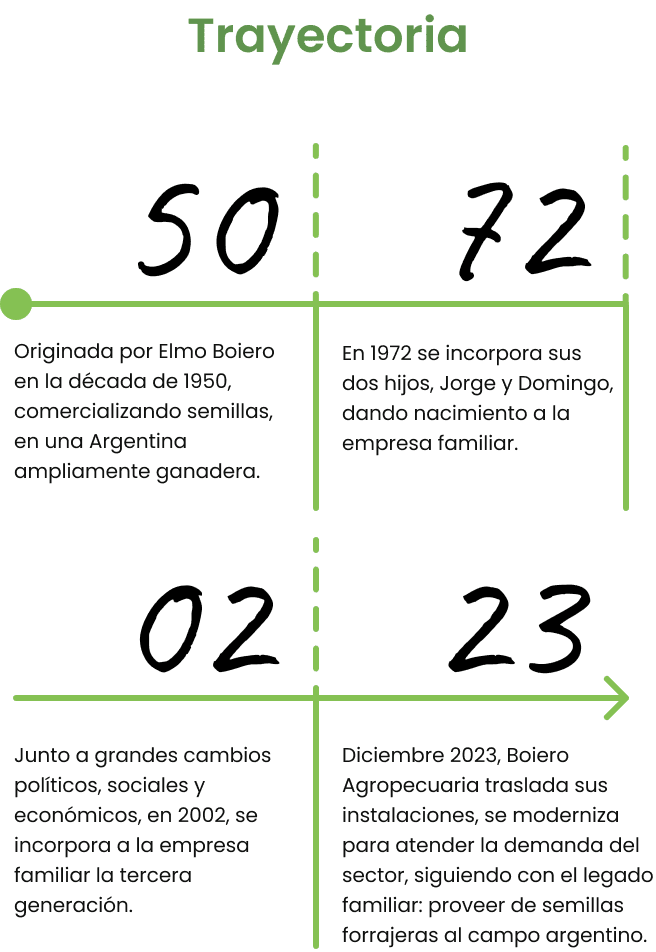 Trayectoria
50
Originada por Elmo Boiero
en la década de 1950,
comercializando semillas,
en una Argentina
ampliamente ganadera.
72
En 1972 se incorpora sus
dos hijos, Jorge y Domingo,
dando nacimiento a la
empresa familiar.
02
Junto a grandes cambios
políticos, sociales y
económicos, en 2002, se
incorpora a la empresa
familiar la tercera
generación.
23
Diciembre 2023, Boiero
Agropecuaria traslada sus
instalaciones, se moderniza
para atender la demanda del
sector, siguiendo con el legado
familiar: proveer de semillas
forrajeras al campo argentino.